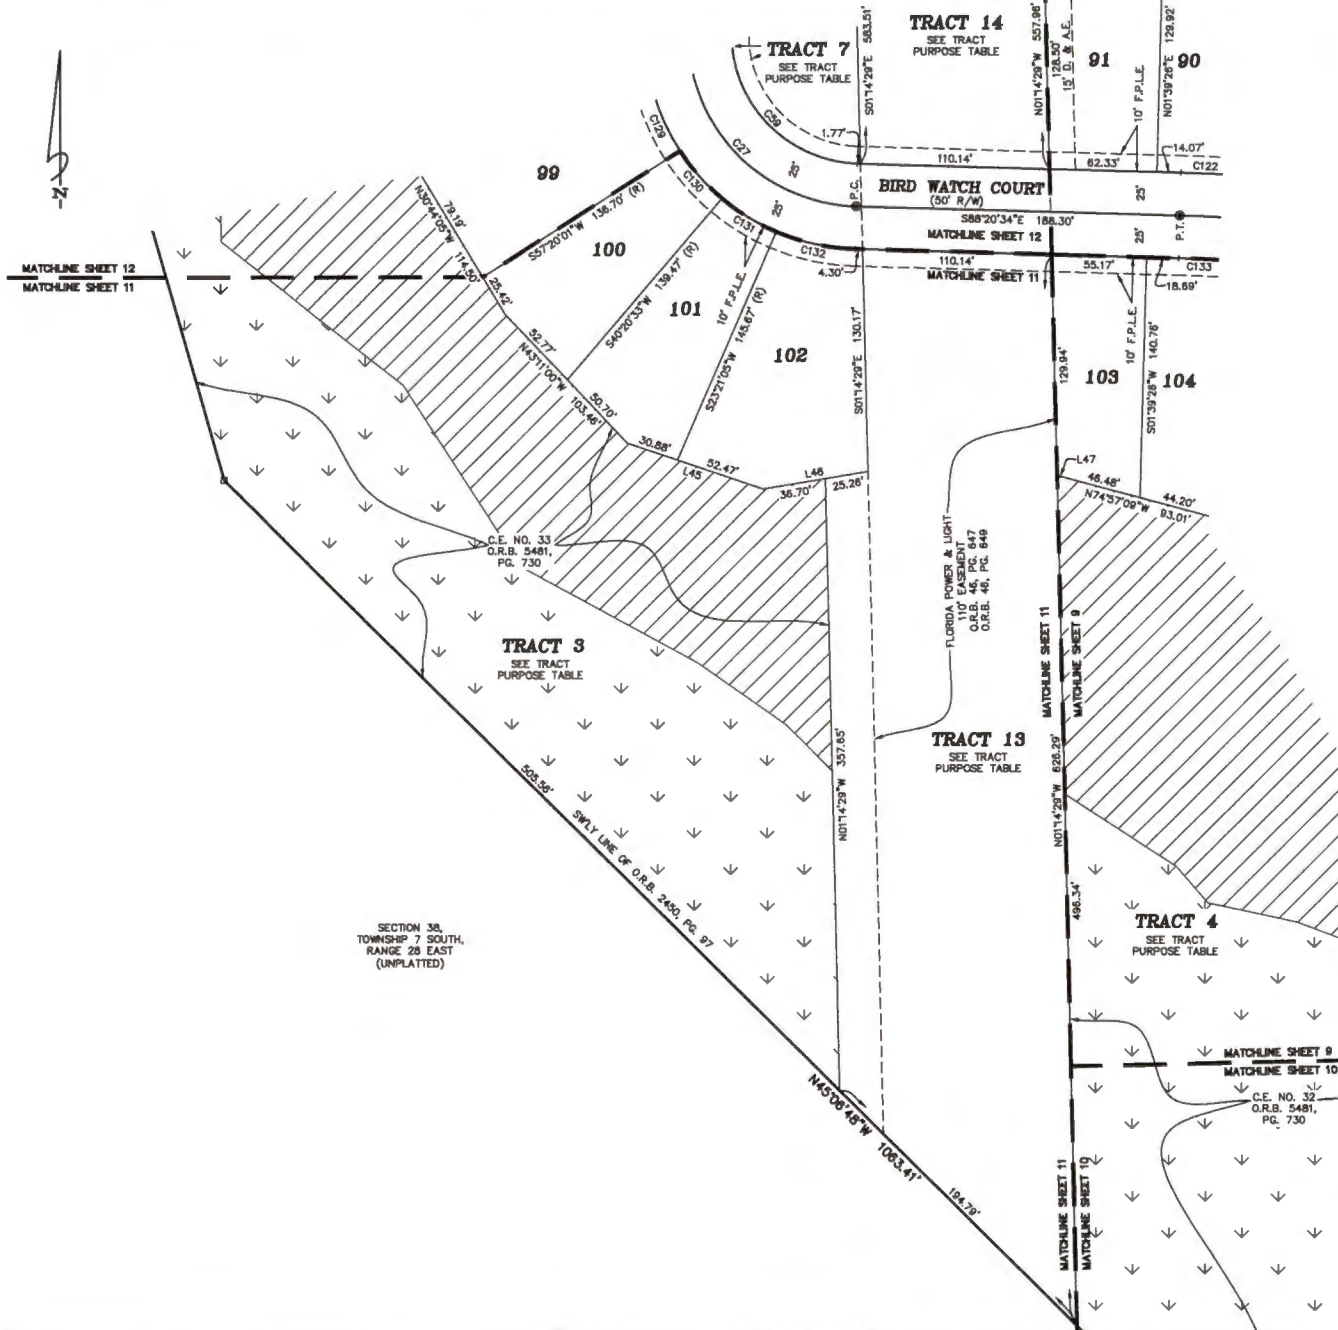 TRACT 14
SEE TRACT
PURPOSE TABLE
TRACT 7
SEE TRACT
PURPOSE TABLE
S01°14'29"E 583.51'
N01°14'29"W 557.96'
128.50'
15' D. & A.E.
91
10' F.P.L.E.
N01°39'26"E 129.92'
90
-N-
C129
C59
C27
25'
1.77'
110.14'
62.33'
14.07'
C122
99
C130
S57°20'01"W 136.70' (R)
P.C.
BIRD WATCH COURT
(50' R/W)
S88°20'34"E 188.30'
25'
25'
P.T.
N30°44'05"W
79.19'
114.50'
25.42'
100
C131
25'
C132
4.30'
MATCHLINE SHEET 12
110.14'
MATCHLINE SHEET 11
55.17'
C133
18.69'
MATCHLINE SHEET 12
MATCHLINE SHEET 11
S40°20'33"W 139.47' (R)
101
10' F.P.L.E.
S23°21'05"W 145.67' (R)
102
S01°14'29"E 130.17'
129.94'
103
10' F.P.L.E.
S01°39'26"W 140.76'
104
52.77'
N43°11'00"W
103.46'
50.70'
30.88'
L45
52.47'
L46
36.70'
25.26'
L47
46.48'
N74°57'09"W
44.20'
93.01'
C.E. NO. 33
O.R.B. 5481,
PG. 730
FLORIDA POWER & LIGHT
110' EASEMENT
O.R.B. 46, PG. 647
O.R.B. 46, PG. 649
MATCHLINE SHEET 11
MATCHLINE SHEET 9
TRACT 3
SEE TRACT
PURPOSE TABLE
N01°14'29"W 357.65'
TRACT 13
SEE TRACT
PURPOSE TABLE
N01°14'29"W 626.29'
496.34'
505.56'
SW'LY LINE OF O.R.B. 2450, PG. 97
SECTION 38,
TOWNSHIP 7 SOUTH,
RANGE 28 EAST
(UNPLATTED)
TRACT 4
SEE TRACT
PURPOSE TABLE
MATCHLINE SHEET 9
MATCHLINE SHEET 10
C.E. NO. 32
O.R.B. 5481,
PG. 730
N45°06'48"W 1063.41'
194.79'
MATCHLINE SHEET 11
MATCHLINE SHEET 10